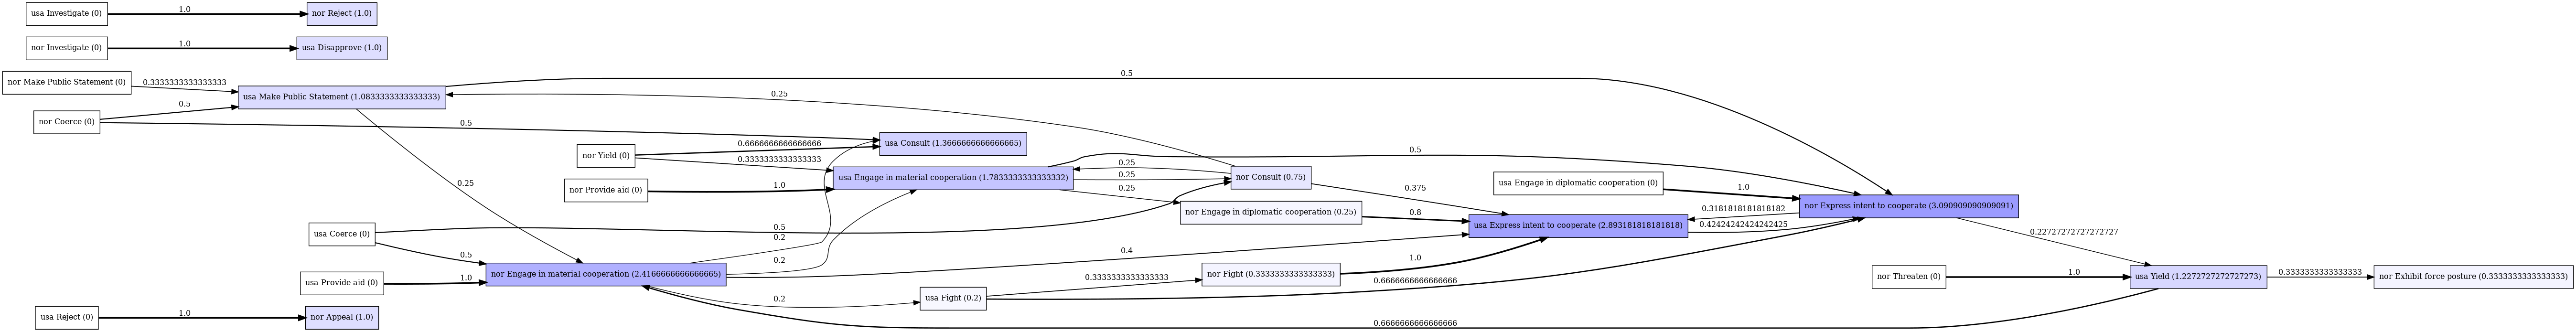 usa Investigate (0)
1.0
nor Reject (1.0)
nor Investigate (0)
1.0
usa Disapprove (1.0)
nor Make Public Statement (0)
0.3333333333333333
usa Make Public Statement (1.0833333333333333)
0.5
0.25
nor Coerce (0)
0.5
0.5
usa Consult (1.3666666666666665)
nor Yield (0)
0.6666666666666666
0.3333333333333333
nor Provide aid (0)
1.0
usa Engage in material cooperation (1.7833333333333332)
0.5
0.25
0.25
0.25
nor Consult (0.75)
0.375
0.25
nor Engage in diplomatic cooperation (0.25)
0.8
usa Engage in diplomatic cooperation (0)
1.0
nor Express intent to cooperate (3.090909090909091)
0.3181818181818182
0.42424242424242425
usa Express intent to cooperate (2.893181818181818)
0.22727272727272727
usa Coerce (0)
0.5
0.5
0.2
0.2
0.4
usa Provide aid (0)
1.0
nor Engage in material cooperation (2.4166666666666665)
0.2
usa Fight (0.2)
0.3333333333333333
nor Fight (0.3333333333333333)
1.0
0.6666666666666666
nor Threaten (0)
1.0
usa Yield (1.2272727272727273)
0.3333333333333333
nor Exhibit force posture (0.3333333333333333)
usa Reject (0)
1.0
nor Appeal (1.0)
0.6666666666666666